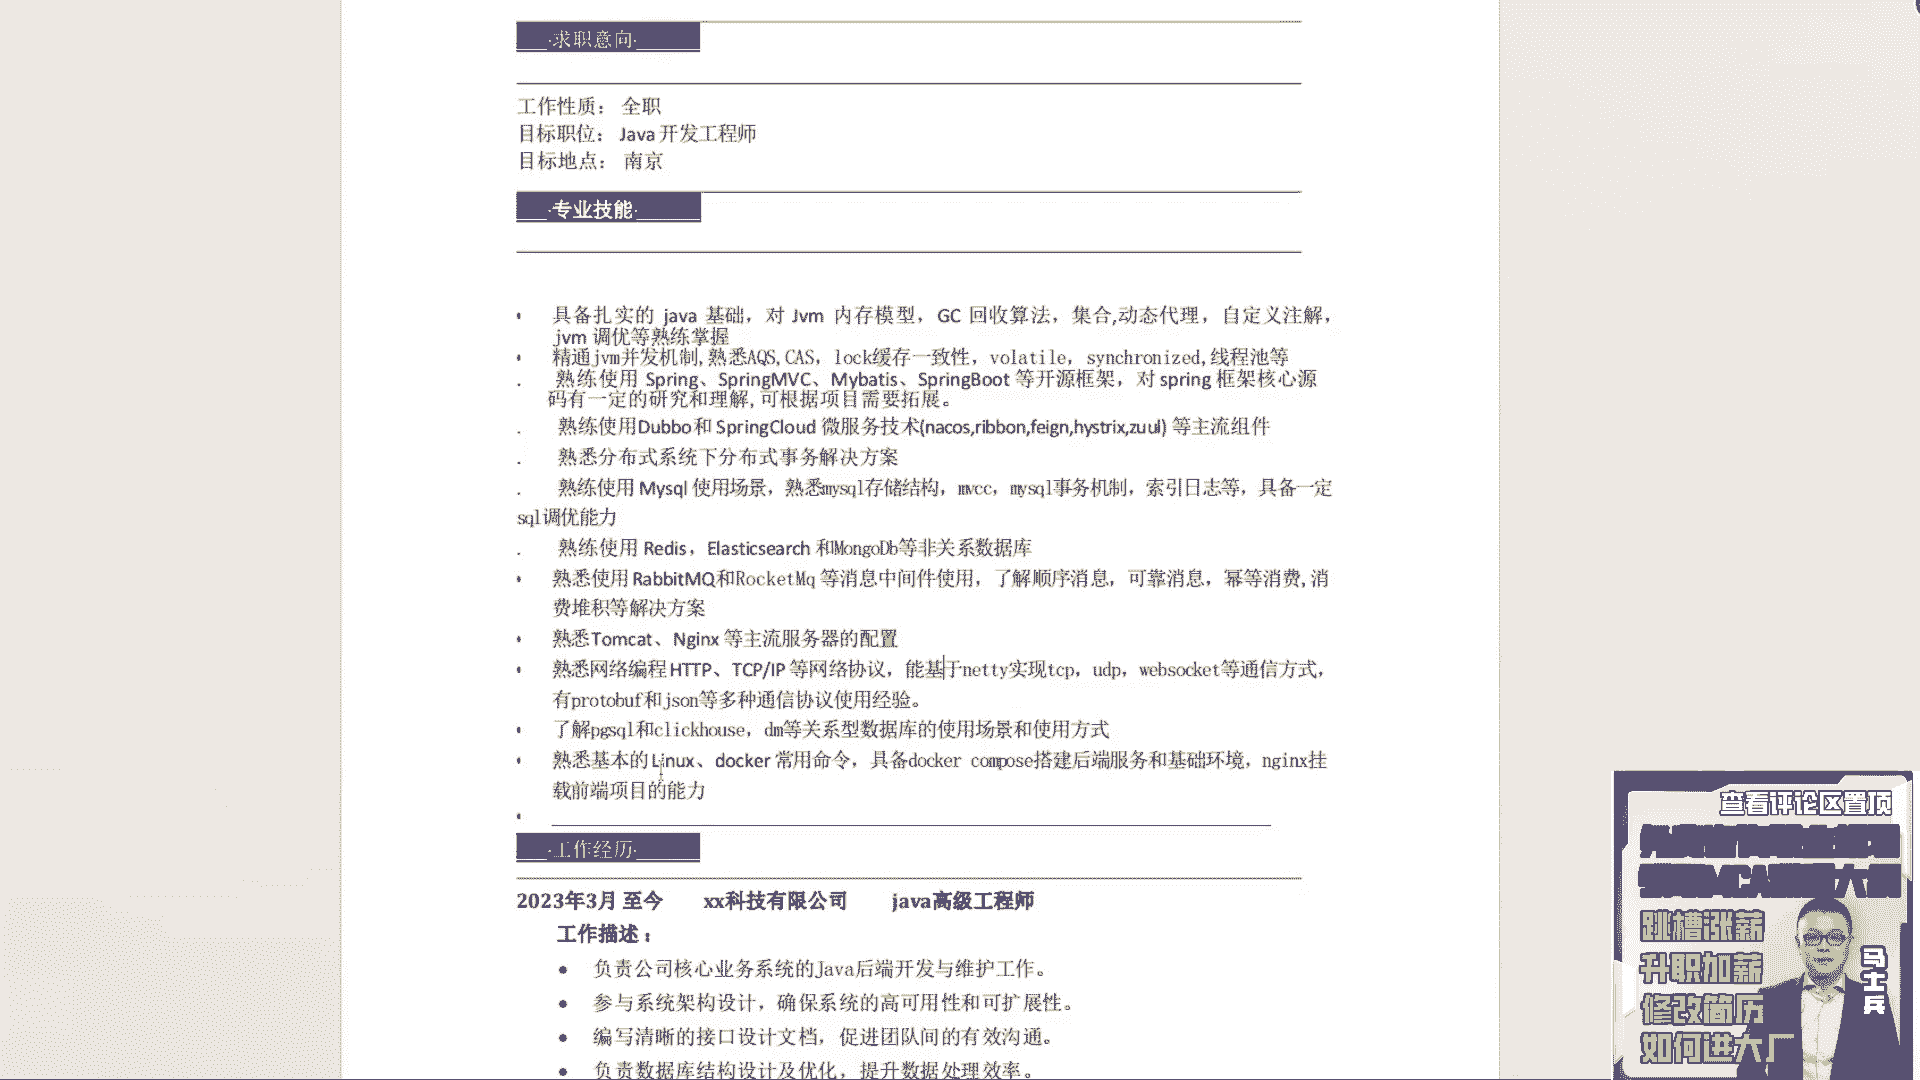 ·求职意向·
工作性质： 全职
目标职位： Java 开发工程师
目标地点： 南京
·专业技能·
• 具备扎实的 java 基础，对 Jvm 内存模型，GC 回收算法，集合,动态代理，自定义注解，
jvm 调优等熟练掌握
• 精通jvm并发机制,熟悉AQS,CAS，lock缓存一致性，volatile，synchronized,线程池等
. 熟练使用 Spring、SpringMVC、Mybatis、SpringBoot 等开源框架，对 spring 框架核心源
码有一定的研究和理解,可根据项目需要拓展。
. 熟练使用Dubbo和 SpringCloud 微服务技术(nacos,ribbon,feign,hystrix,zuul) 等主流组件
. 熟悉分布式系统下分布式事务解决方案
. 熟练使用 Mysql 使用场景，熟悉mysql存储结构，mvcc，mysql事务机制，索引日志等，具备一定
sql调优能力
. 熟练使用 Redis，Elasticsearch 和MongoDb等非关系数据库
• 熟悉使用 RabbitMQ和RocketMq 等消息中间件使用，了解顺序消息，可靠消息，幂等消费,消
费堆积等解决方案
• 熟悉Tomcat、Nginx 等主流服务器的配置
• 熟悉网络编程 HTTP、TCP/IP 等网络协议，能基于netty实现tcp，udp，websocket等通信方式，
有protobuf和json等多种通信协议使用经验。
• 了解pgsql和clickhouse，dm等关系型数据库的使用场景和使用方式
• 熟悉基本的 Linux、docker 常用命令，具备docker compose搭建后端服务和基础环境，nginx挂
载前端项目的能力
·工作经历·
2023年3月 至今 xx科技有限公司 java高级工程师
工作描述：
• 负责公司核心业务系统的Java后端开发与维护工作。
• 参与系统架构设计，确保系统的高可用性和可扩展性。
• 编写清晰的接口设计文档，促进团队间的有效沟通。
• 负责数据库结构设计及优化，提升数据处理效率。
查看评论区置顶
跳槽涨薪
升职加薪
修改简历
如何进大厂
马士兵